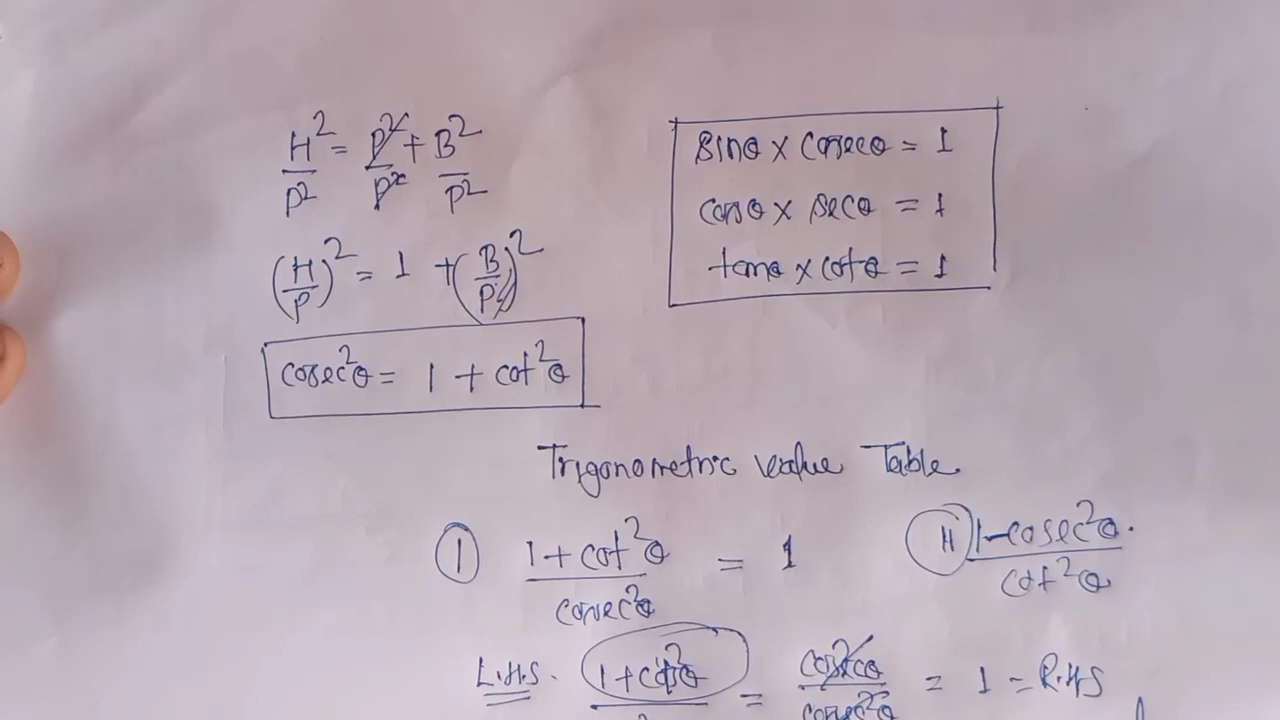 H²/P² = P²/P² + B²/P²
(H/P)² = 1 + (B/P)²
cosec²θ = 1 + cot²θ
sinθ × cosecθ = 1
cosθ × secθ = 1
tanθ × cotθ = 1
Trigonometric value Table
(I) (1 + cot²θ)/cosec²θ = 1
(II) (1 - cosec²θ)/cot²θ
L.H.S. (1 + cot²θ)/ = cosec²θ/cosec²θ = 1 = R.H.S